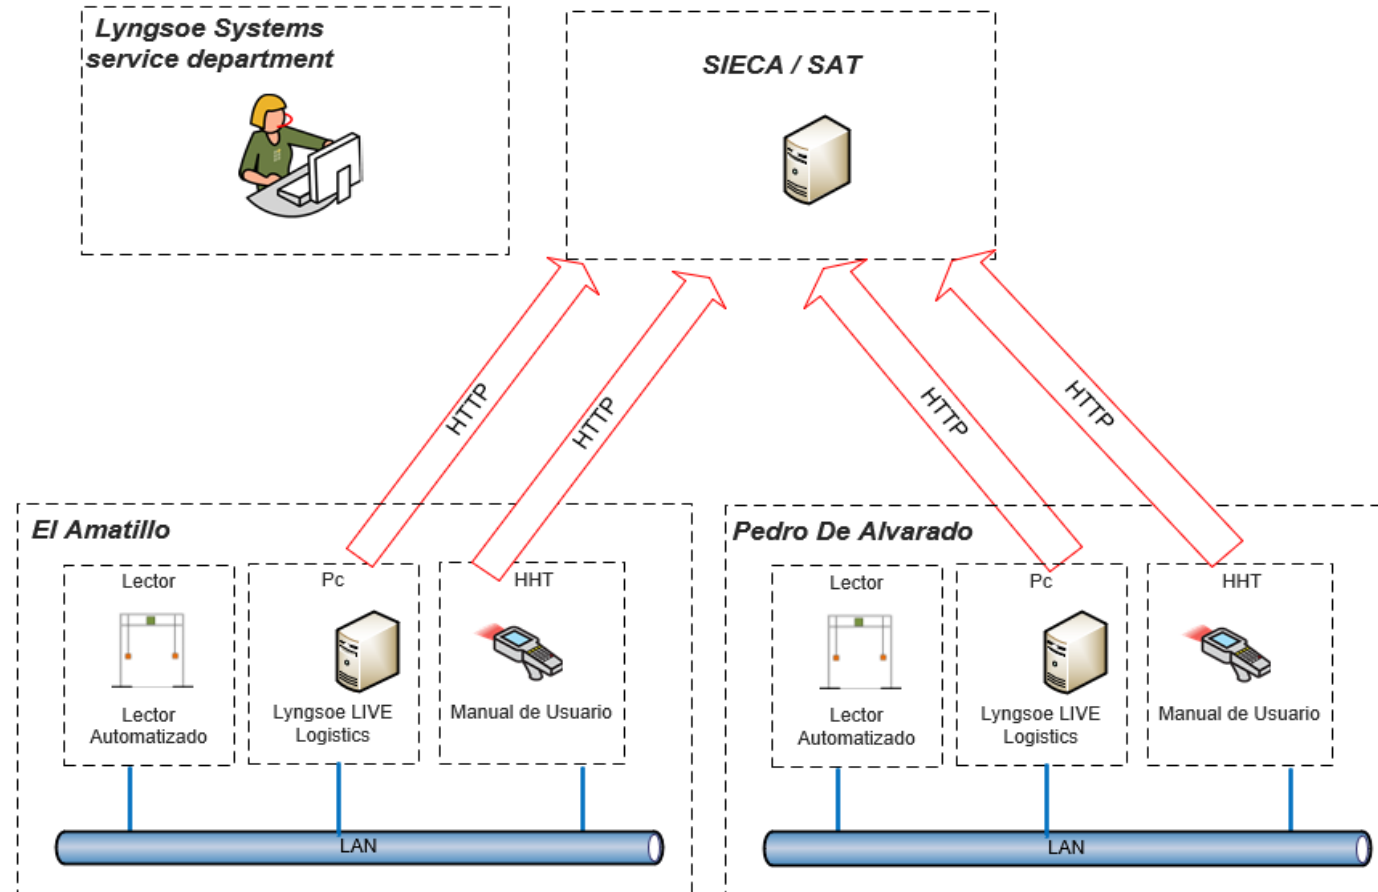 Lyngsoe Systems
service department
SIECA / SAT
HTTP
HTTP
HTTP
HTTP
El Amatillo
Lector
Lector
Automatizado
Pc
Lyngsoe LIVE
Logistics
HHT
Manual de Usuario
LAN
Pedro De Alvarado
Lector
Lector
Automatizado
Pc
Lyngsoe LIVE
Logistics
HHT
Manual de Usuario
LAN